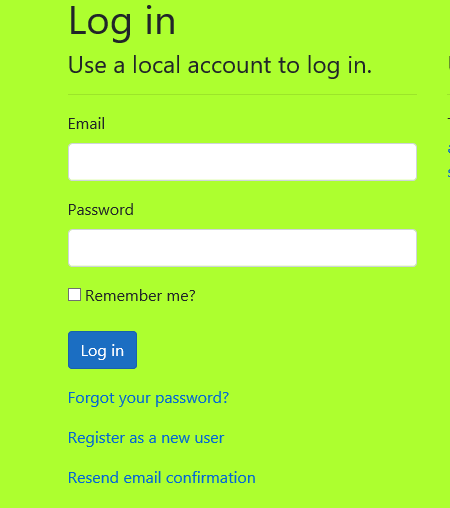 Log in
Use a local account to log in.
Email
Password
Remember me?
Log in
Forgot your password?
Register as a new user
Resend email confirmation